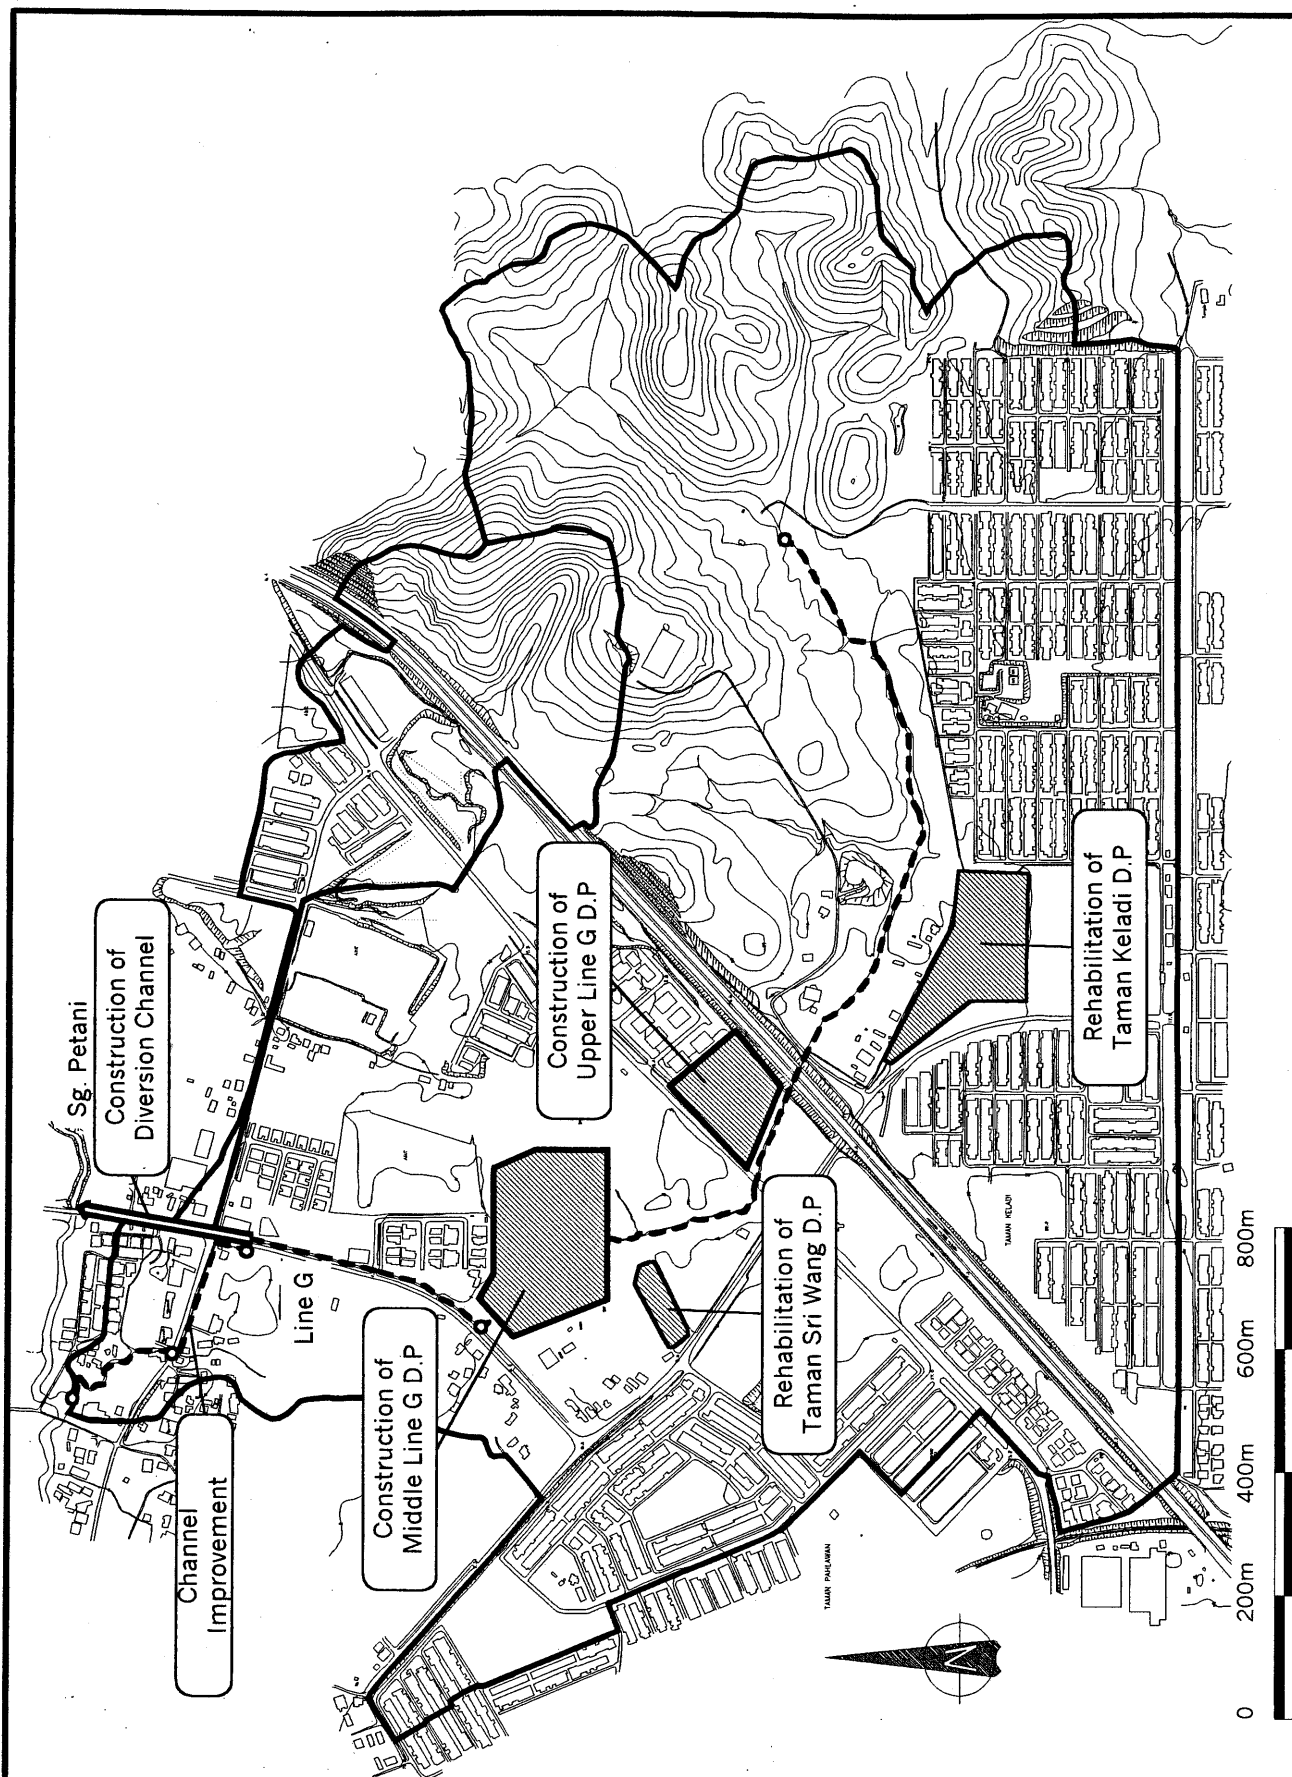 Sg. Petani
Construction of
Diversion Channel
Construction of
Upper Line G D.P
Rehabilitation of
Taman Keladi D.P
Line G
Construction of
Middle Line G D.P
Rehabilitation of
Taman Sri Wang D.P
Channel
Improvement
TAMAN KELADI
TAMAN PAHLAWAN
0
200m
400m
600m
800m